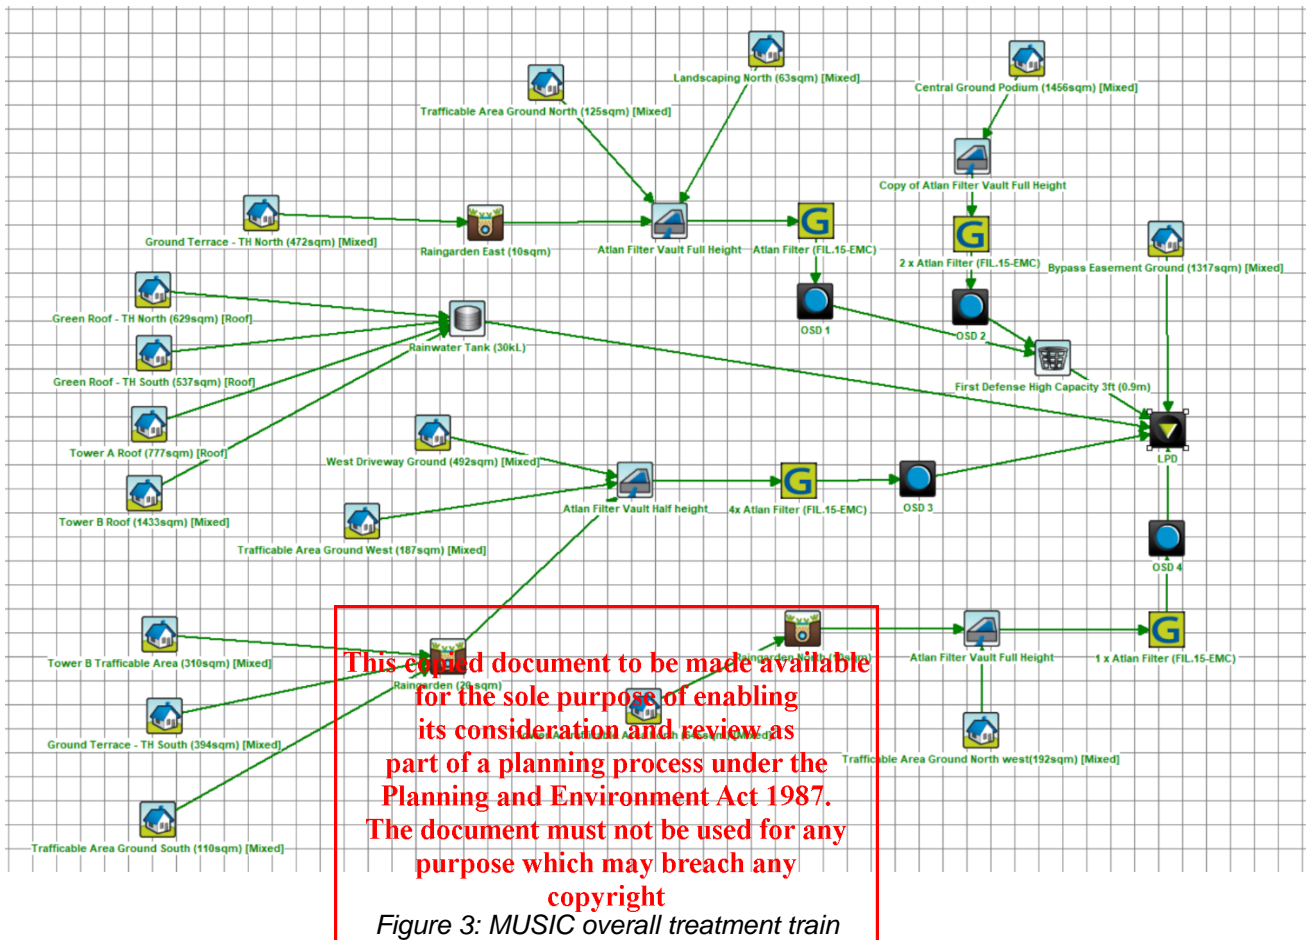 Landscaping North (63sqm) [Mixed]
Central Ground Podium (1456sqm) [Mixed]
Trafficable Area Ground North (125sqm) [Mixed]
Copy of Atlan Filter Vault Full Height
Ground Terrace - TH North (472sqm) [Mixed]
Raingarden East (10sqm)
Atlan Filter Vault Full Height
G
Atlan Filter (FIL.15-EMC)
G
2 x Atlan Filter (FIL.15-EMC)
Bypass Easement Ground (1317sqm) [Mixed]
Green Roof - TH North (629sqm) [Roof]
Rainwater Tank (30kL)
OSD 1
OSD 2
Green Roof - TH South (537sqm) [Roof]
First Defense High Capacity 3ft (0.9m)
Tower A Roof (777sqm) [Roof]
West Driveway Ground (492sqm) [Mixed]
LPD
Tower B Roof (1433sqm) [Mixed]
Atlan Filter Vault Half height
G
4x Atlan Filter (FIL.15-EMC)
OSD 3
Trafficable Area Ground West (187sqm) [Mixed]
OSD 4
Tower B Trafficable Area (310sqm) [Mixed]
Raingarden (20 sqm)
Raingarden North
Atlan Filter Vault Full Height
G
1 x Atlan Filter (FIL.15-EMC)
Ground Terrace - TH South (394sqm) [Mixed]
Trafficable Area Ground North west(192sqm) [Mixed]
Trafficable Area Ground South (110sqm) [Mixed]
This copied document to be made available
for the sole purpose of enabling
its consideration and review as
part of a planning process under the
Planning and Environment Act 1987.
The document must not be used for any
purpose which may breach any
copyright
Figure 3: MUSIC overall treatment train